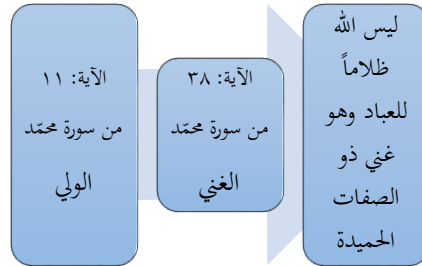 الآية: ١١
من سورة محمّد
الولي
الآية: ٣٨
من سورة محمّد
الغني
ليس الله
ظلاماً
للعباد وهو
غني ذو
الصفات
الحميدة